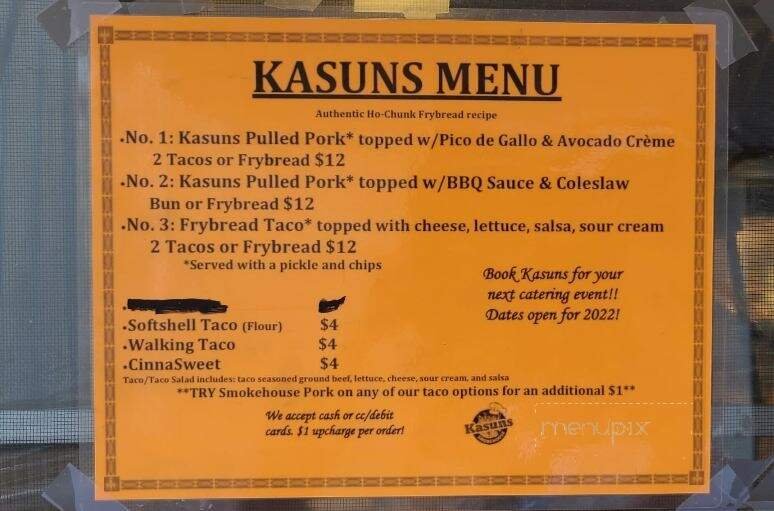 KASUNS MENU
Authentic Ho-Chunk Frybread recipe
•No. 1: Kasuns Pulled Pork* topped w/Pico de Gallo & Avocado Crème
2 Tacos or Frybread $12
•No. 2: Kasuns Pulled Pork* topped w/BBQ Sauce & Coleslaw
Bun or Frybread $12
•No. 3: Frybread Taco* topped with cheese, lettuce, salsa, sour cream
2 Tacos or Frybread $12
*Served with a pickle and chips
Book Kasuns for your
next catering event!!
Dates open for 2022!
•Softshell Taco (Flour) $4
•Walking Taco $4
•CinnaSweet $4
Taco/Taco Salad includes: taco seasoned ground beef, lettuce, cheese, sour cream, and salsa
**TRY Smokehouse Pork on any of our taco options for an additional $1**
We accept cash or cc/debit
cards. $1 upcharge per order!
Kasuns
menupix